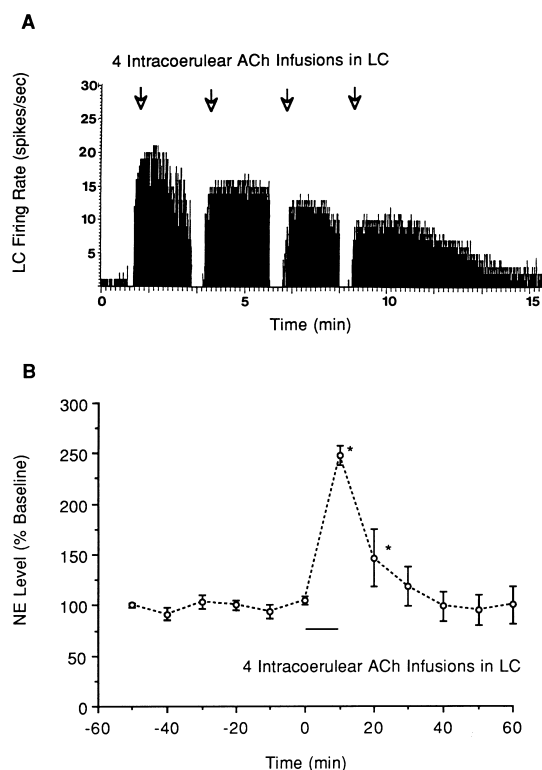 A
4 Intracoerulear ACh Infusions in LC
LC Firing Rate (spikes/sec)
30
25
20
15
10
5
0 5 10 15
Time (min)
B
NE Level (% Baseline)
300
250
200
150
100
50
0
*
*
4 Intracoerulear ACh Infusions in LC
-60 -40 -20 0 20 40 60
Time (min)